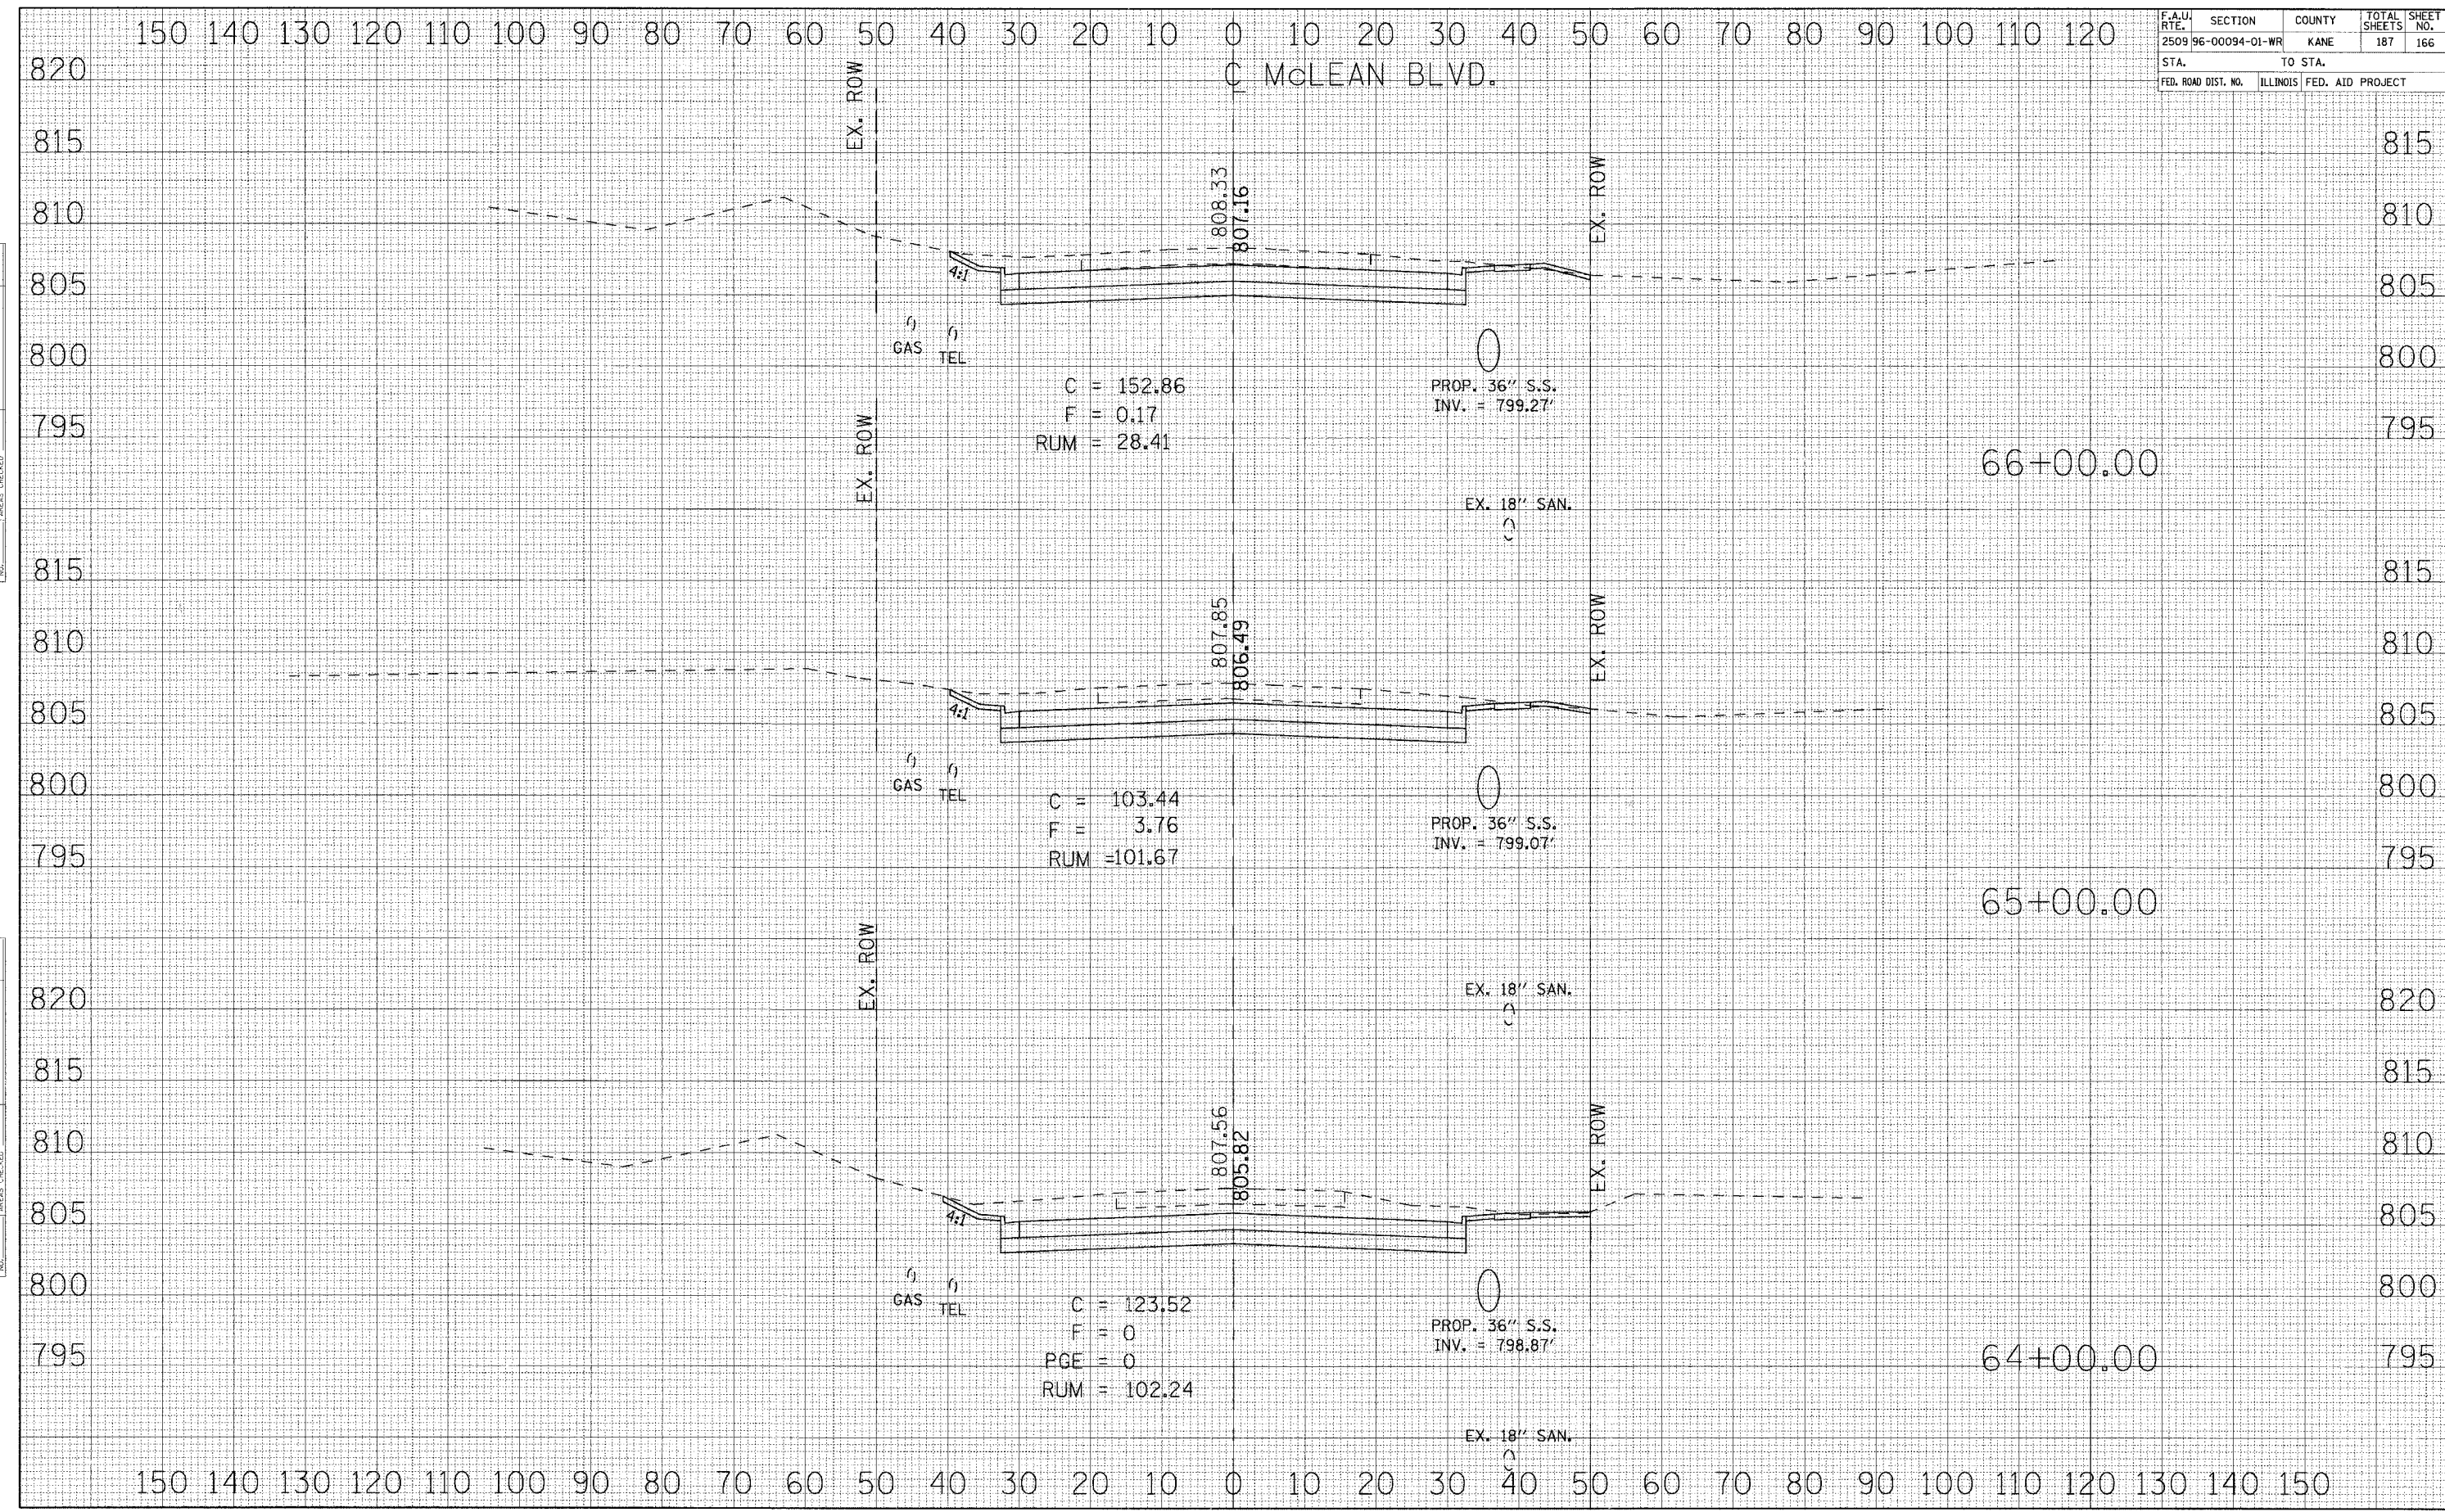 150 140 130 120 110 100 90 80 70 60 50 40 30 20 10 0 10 20 30 40 50 60 70 80 90 100 110 120
F.A.U. RTE. SECTION COUNTY TOTAL SHEETS SHEET NO.
2509 96-00094-01-WR KANE 187 166
STA. TO STA.
FED. ROAD DIST. NO. ILLINOIS FED. AID PROJECT
℄ McLEAN BLVD.
820
EX. ROW
815 815
EX. ROW
808.33
807.16
810 810
4:1
805 805
GAS TEL
800 800
C = 152.86
F = 0.17
RUM = 28.41
PROP. 36" S.S.
INV. = 799.27'
795 795
EX. ROW
66+00.00
EX. 18" SAN.
815 815
EX. ROW
807.85
806.49
810 810
4:1
805 805
GAS TEL
800 800
C = 103.44
F = 3.76
RUM =101.67
PROP. 36" S.S.
INV. = 799.07'
795 795
65+00.00
EX. ROW
EX. 18" SAN.
820 820
815 815
EX. ROW
807.56
805.82
810 810
4:1
805 805
GAS TEL
800 800
C = 123.52
F = 0
PGE = 0
RUM = 102.24
PROP. 36" S.S.
INV. = 798.87'
795 795
64+00.00
EX. 18" SAN.
150 140 130 120 110 100 90 80 70 60 50 40 30 20 10 0 10 20 30 40 50 60 70 80 90 100 110 120 130 140 150